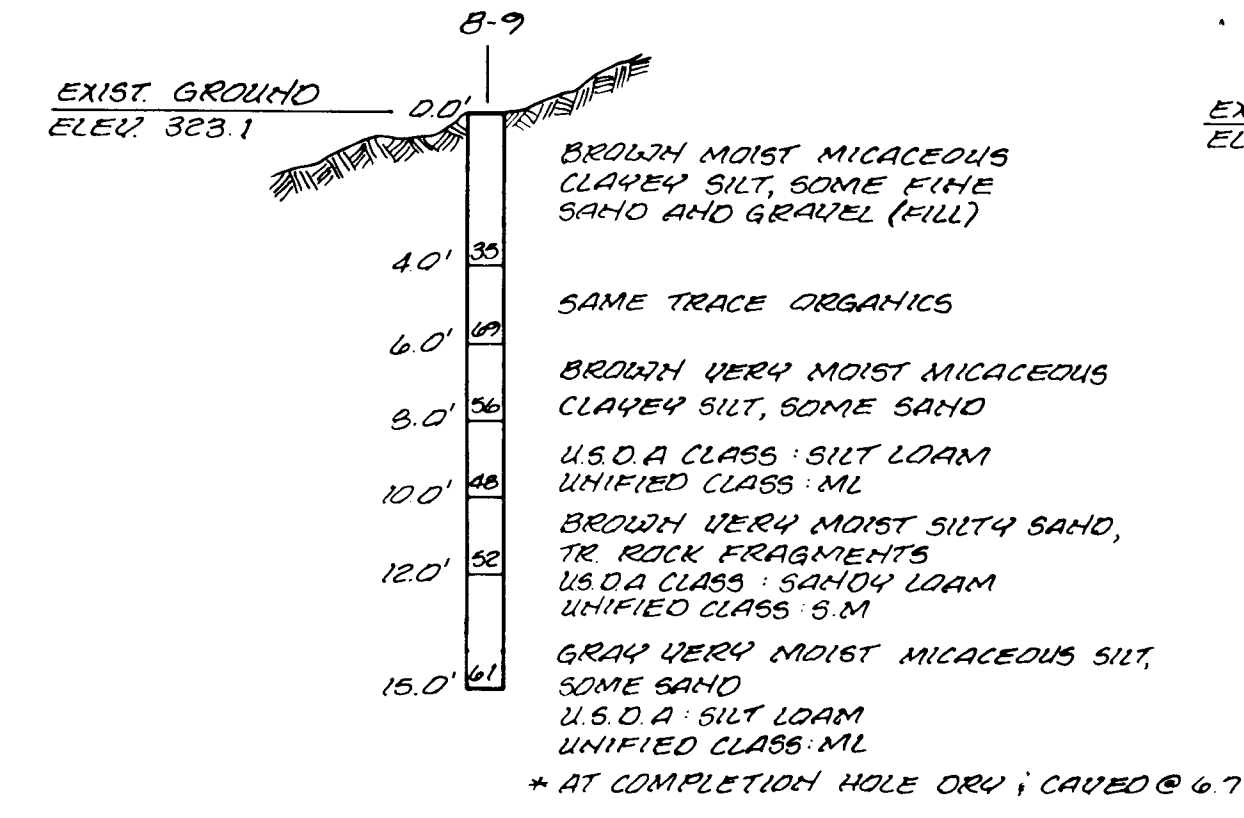 B-9
EXIST. GROUND
ELEV. 323.1
0.0'
BROWN MOIST MICACEOUS
CLAYEY SILT, SOME FINE
SAND AND GRAVEL (FILL)
4.0' 35
SAME TRACE ORGANICS
6.0' 69
BROWN VERY MOIST MICACEOUS
CLAYEY SILT, SOME SAND
8.0' 56
U.S.D.A CLASS : SILT LOAM
UNIFIED CLASS : ML
10.0' 48
BROWN VERY MOIST SILTY SAND,
TR. ROCK FRAGMENTS
12.0' 52
U.S.D.A CLASS : SANDY LOAM
UNIFIED CLASS : S.M
GRAY VERY MOIST MICACEOUS SILT,
SOME SAND
15.0' 61
U.S.D.A : SILT LOAM
UNIFIED CLASS : ML
* AT COMPLETION HOLE DRY ; CAVED @ 6.7
EX
EL